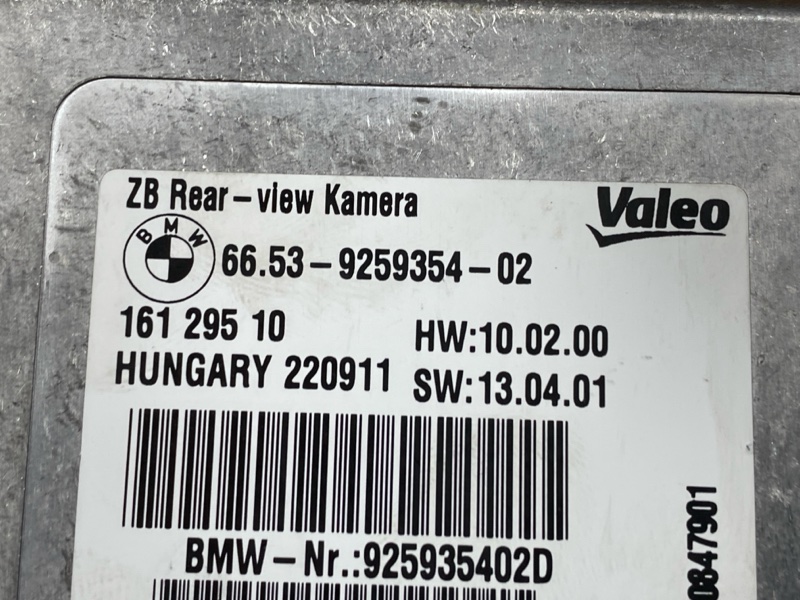 ZB Rear-view Kamera
Valeo
BMW
66.53-9259354-02
161 295 10
HW:10.02.00
HUNGARY 220911
SW:13.04.01
BMW-Nr.:925935402D
0847901